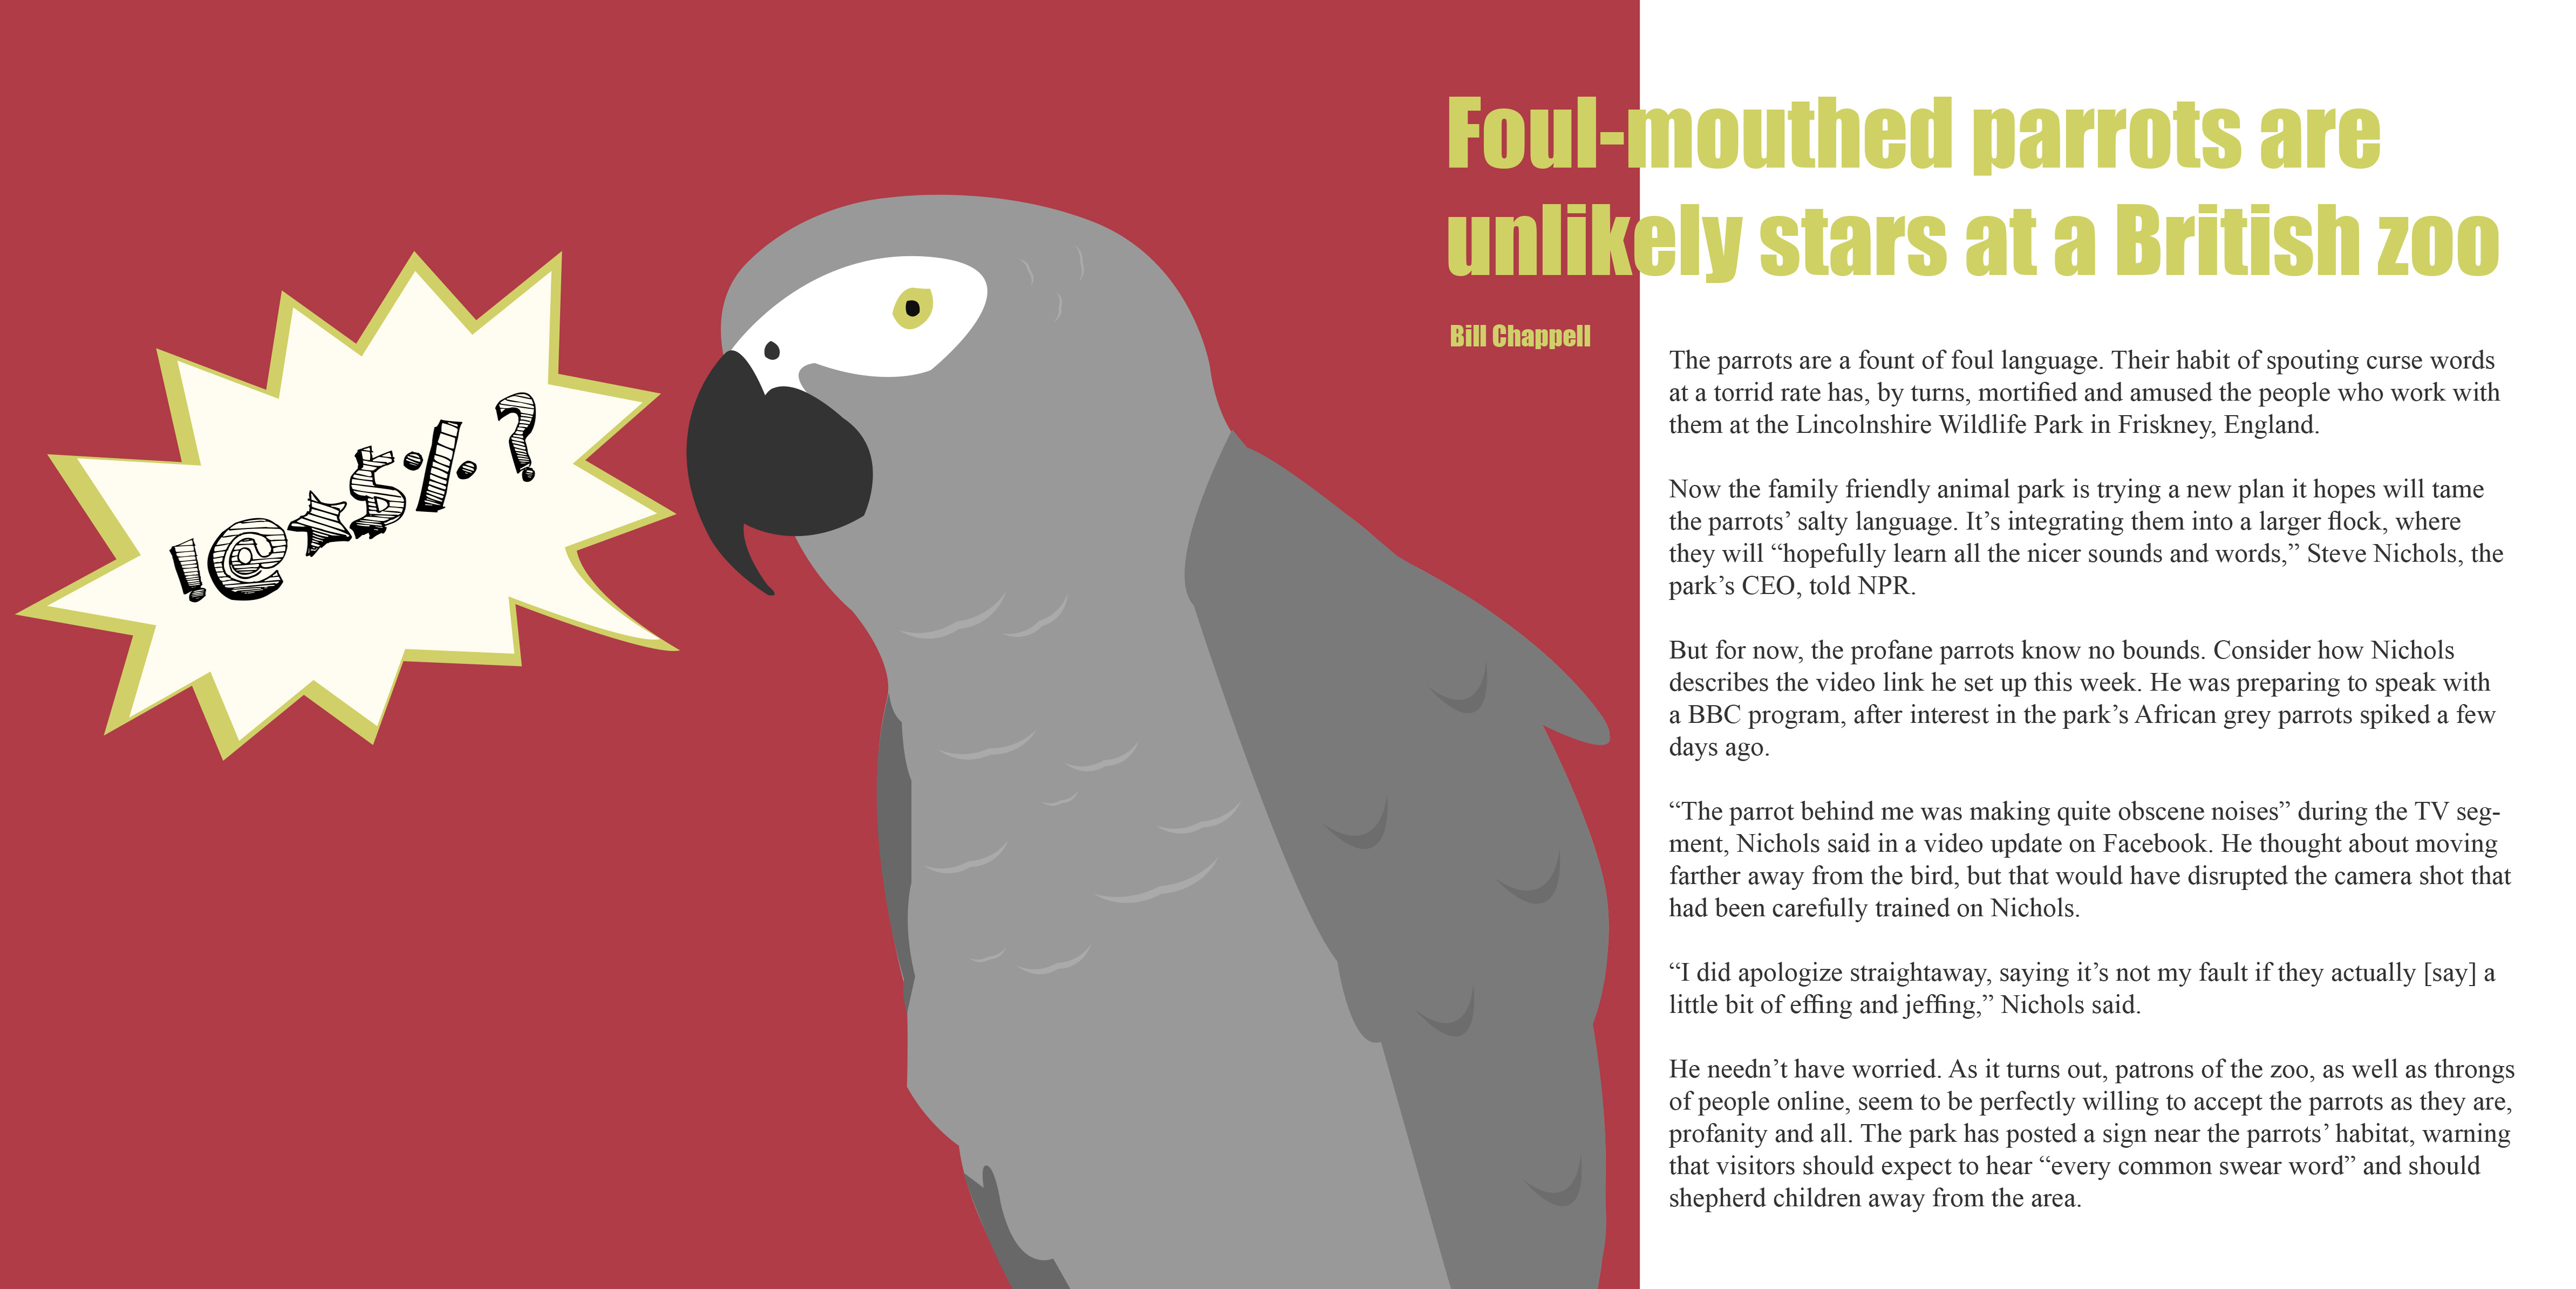 !@★$% ?
Foul-mouthed parrots are
unlikely stars at a British zoo
Bill Chappell
The parrots are a fount of foul language. Their habit of spouting curse words
at a torrid rate has, by turns, mortified and amused the people who work with
them at the Lincolnshire Wildlife Park in Friskney, England.
Now the family friendly animal park is trying a new plan it hopes will tame
the parrots’ salty language. It’s integrating them into a larger flock, where
they will “hopefully learn all the nicer sounds and words,” Steve Nichols, the
park’s CEO, told NPR.
But for now, the profane parrots know no bounds. Consider how Nichols
describes the video link he set up this week. He was preparing to speak with
a BBC program, after interest in the park’s African grey parrots spiked a few
days ago.
“The parrot behind me was making quite obscene noises” during the TV seg-
ment, Nichols said in a video update on Facebook. He thought about moving
farther away from the bird, but that would have disrupted the camera shot that
had been carefully trained on Nichols.
“I did apologize straightaway, saying it’s not my fault if they actually [say] a
little bit of effing and jeffing,” Nichols said.
He needn’t have worried. As it turns out, patrons of the zoo, as well as throngs
of people online, seem to be perfectly willing to accept the parrots as they are,
profanity and all. The park has posted a sign near the parrots’ habitat, warning
that visitors should expect to hear “every common swear word” and should
shepherd children away from the area.